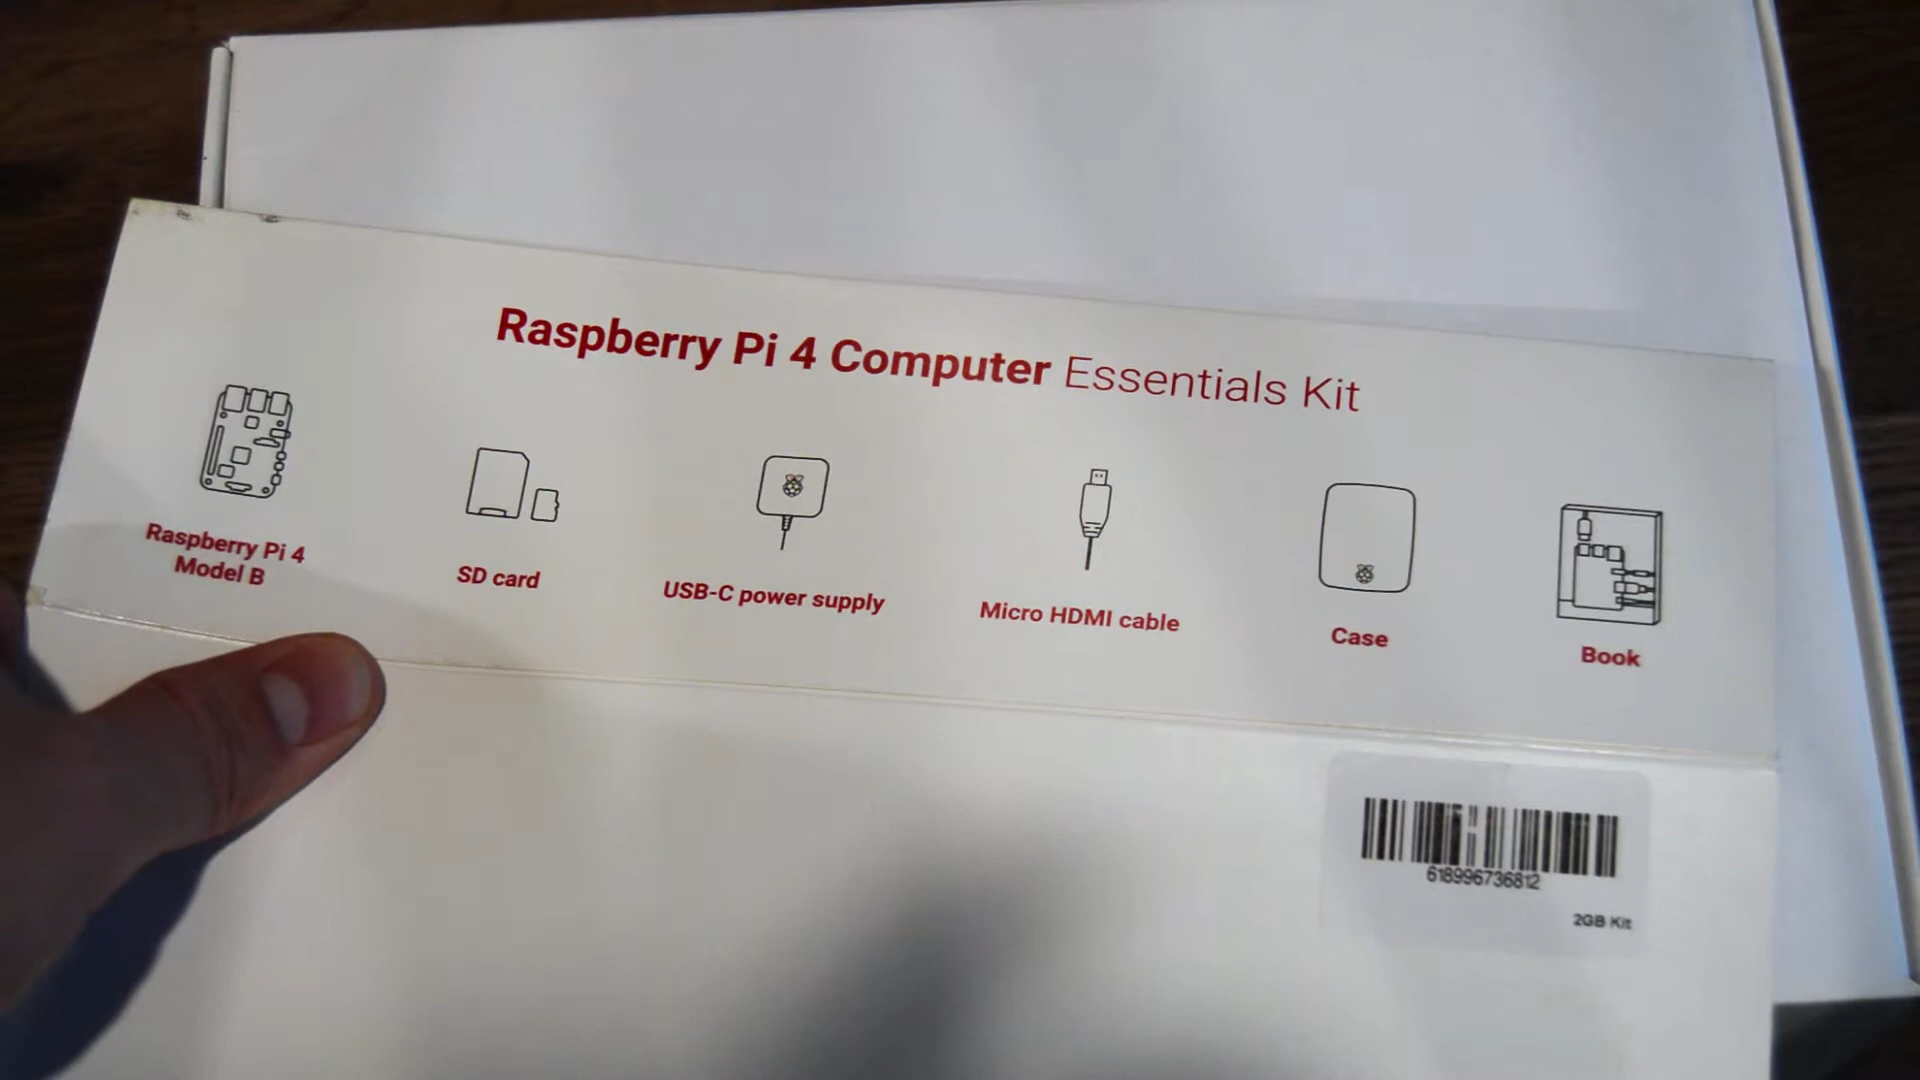 Raspberry Pi 4 Computer Essentials Kit
Raspberry Pi 4
Model B
SD card
USB-C power supply
Micro HDMI cable
Case
Book
618996736812
2GB Kit